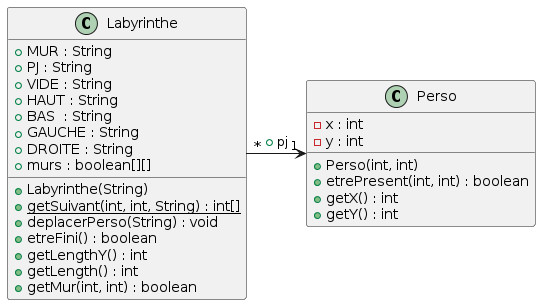 C Labyrinthe
MUR : String
PJ : String
VIDE : String
HAUT : String
BAS  : String
GAUCHE : String
DROITE : String
murs : boolean[][]
Labyrinthe(String)
getSuivant(int, int, String) : int[]
deplacerPerso(String) : void
etreFini() : boolean
getLengthY() : int
getLength() : int
getMur(int, int) : boolean
* pj 1
C Perso
x : int
y : int
Perso(int, int)
etrePresent(int, int) : boolean
getX() : int
getY() : int